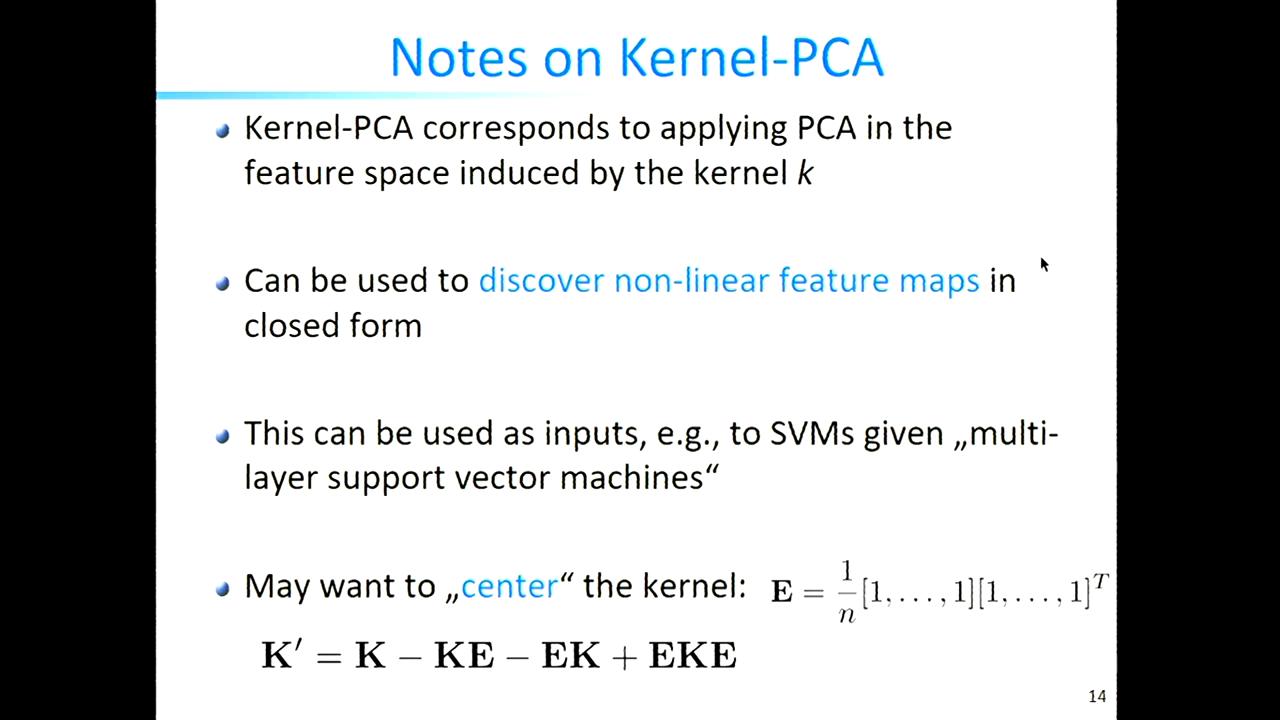 Notes on Kernel-PCA
Kernel-PCA corresponds to applying PCA in the
feature space induced by the kernel k
Can be used to discover non-linear feature maps in
closed form
This can be used as inputs, e.g., to SVMs given „multi-
layer support vector machines“
May want to „center“ the kernel: E = 1/n [1, . . . , 1][1, . . . , 1]^T
K′ = K − KE − EK + EKE
14